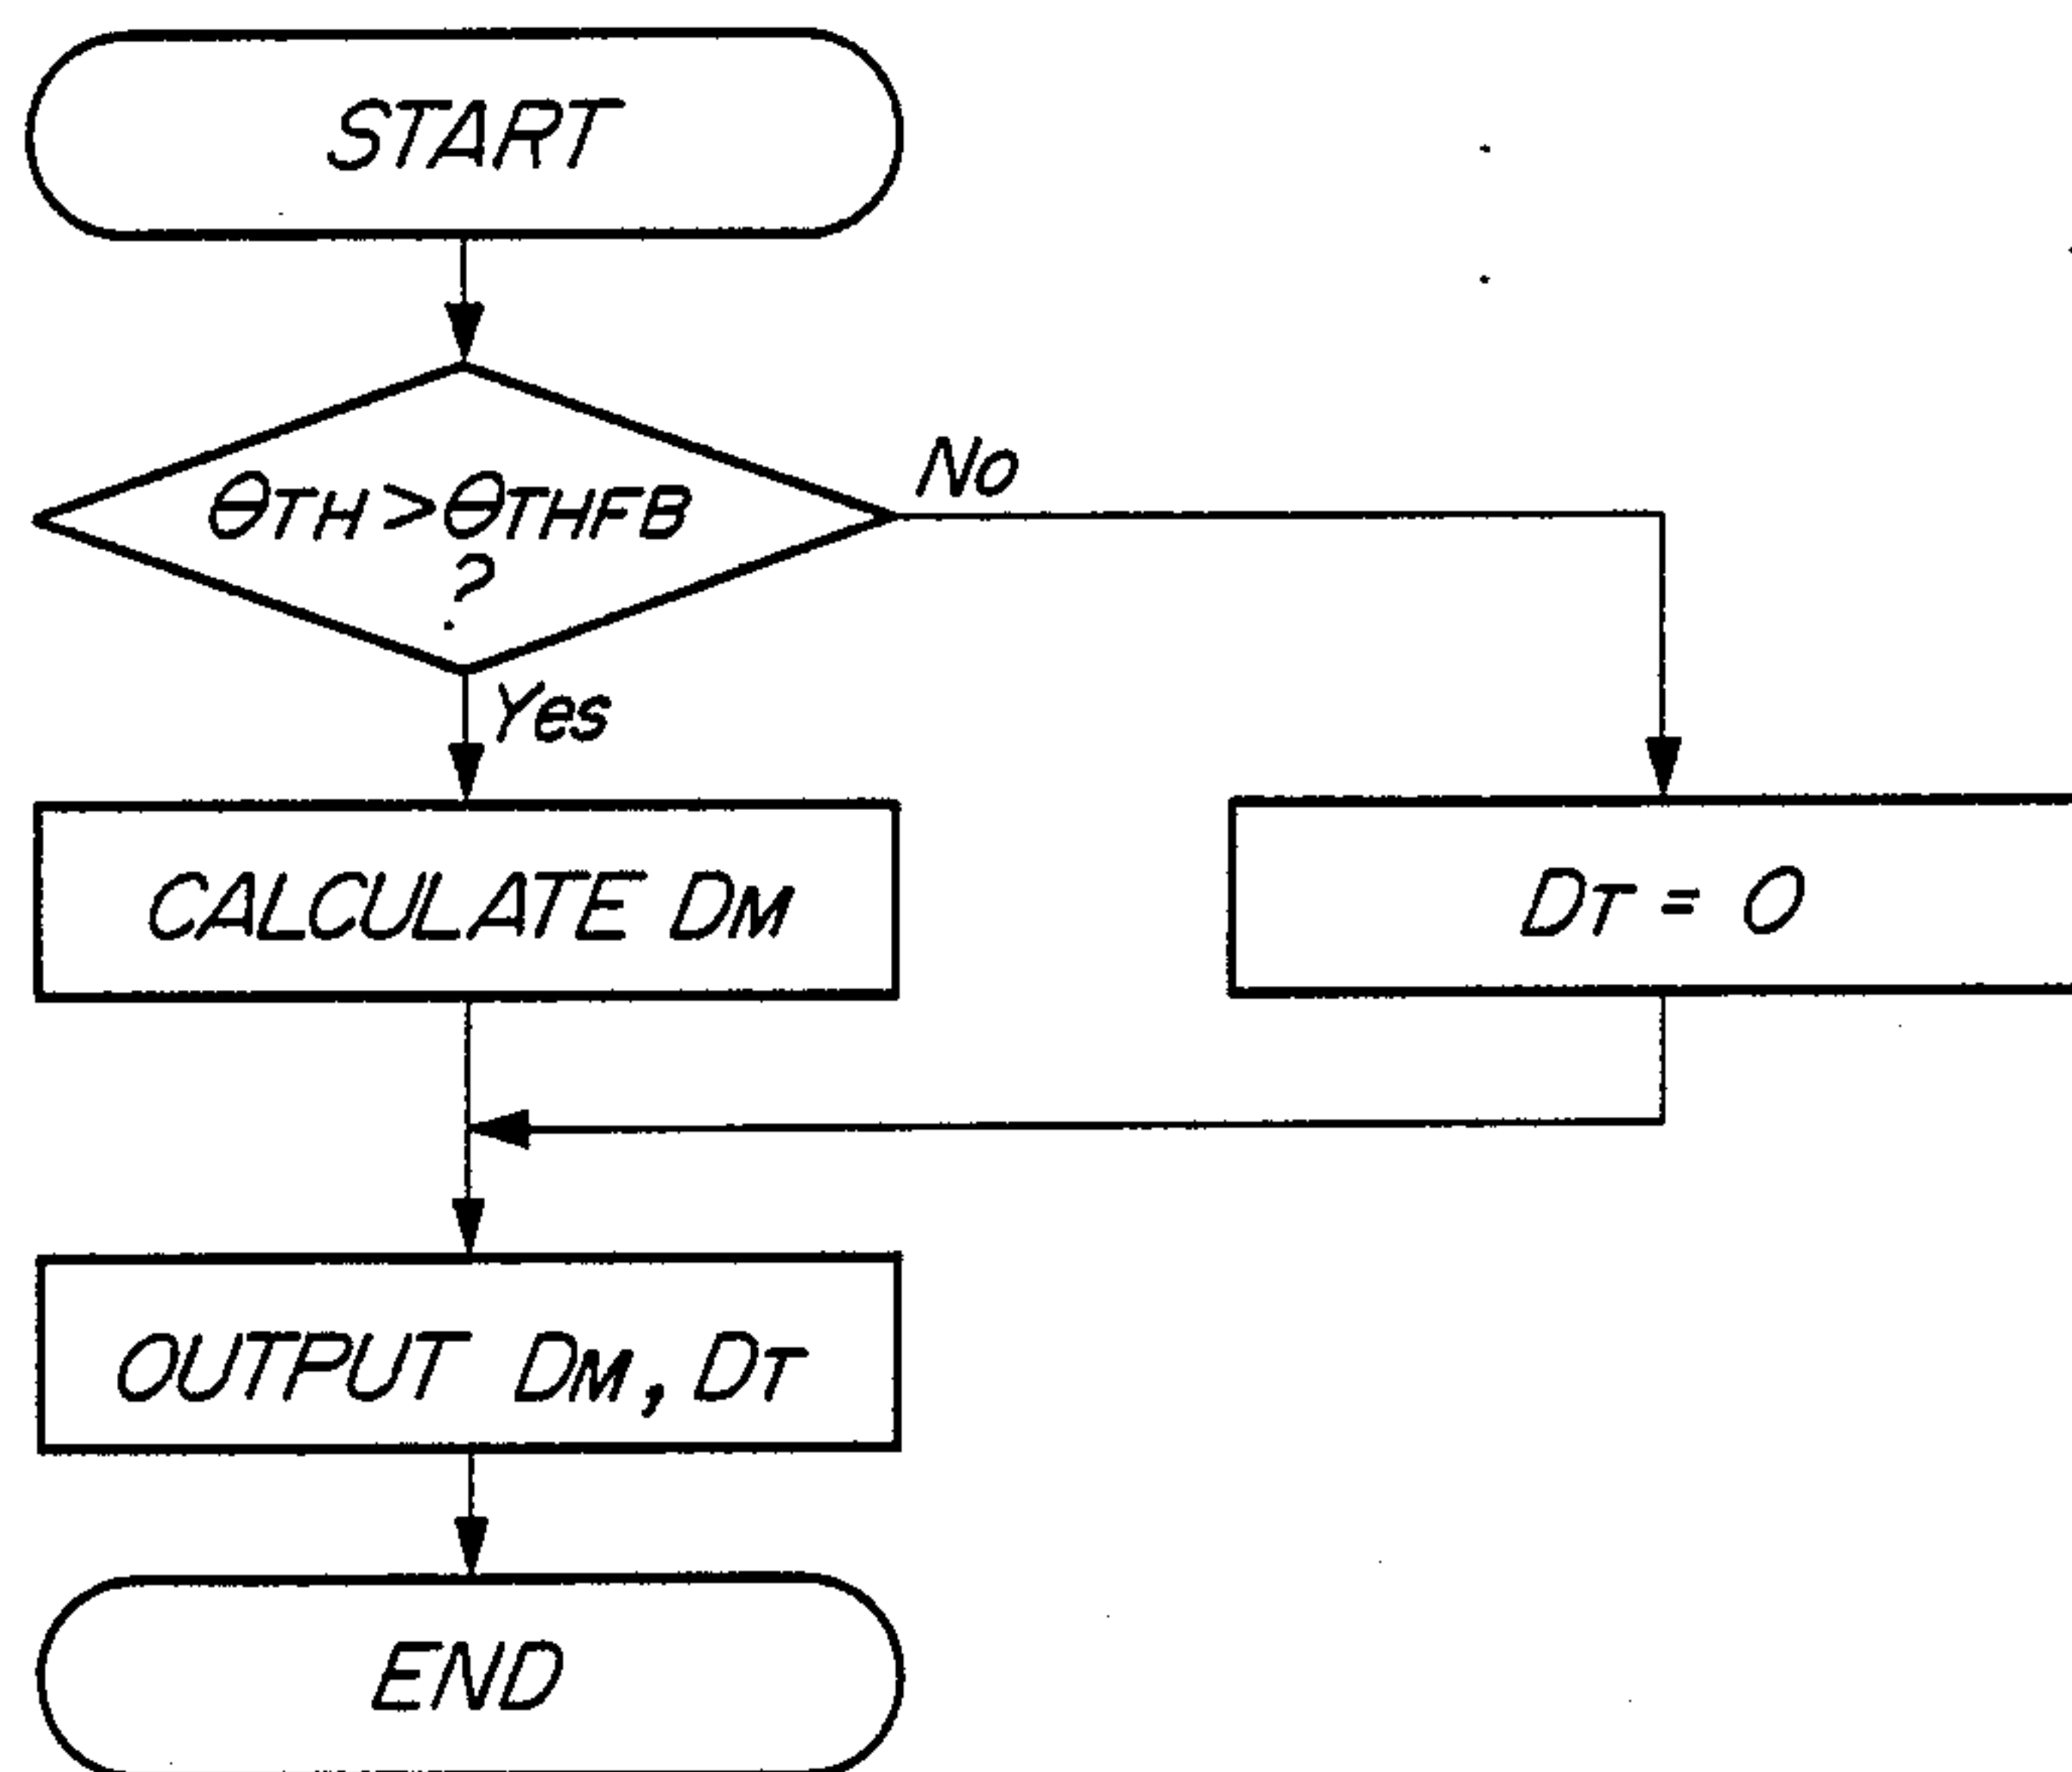 START
θTH>θTHFB
?
No
Yes
CALCULATE DM
DT = 0
OUTPUT DM, DT
END